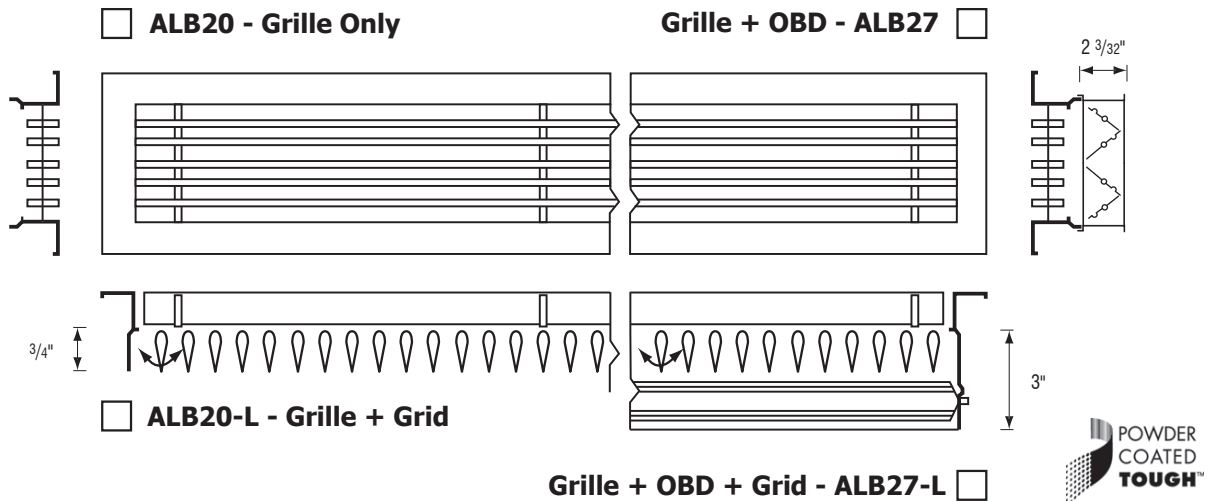 ALB20 - Grille Only
Grille + OBD - ALB27
2 3/32"
3/4"
3"
ALB20-L - Grille + Grid
Grille + OBD + Grid - ALB27-L
POWDER
COATED
TOUGH™